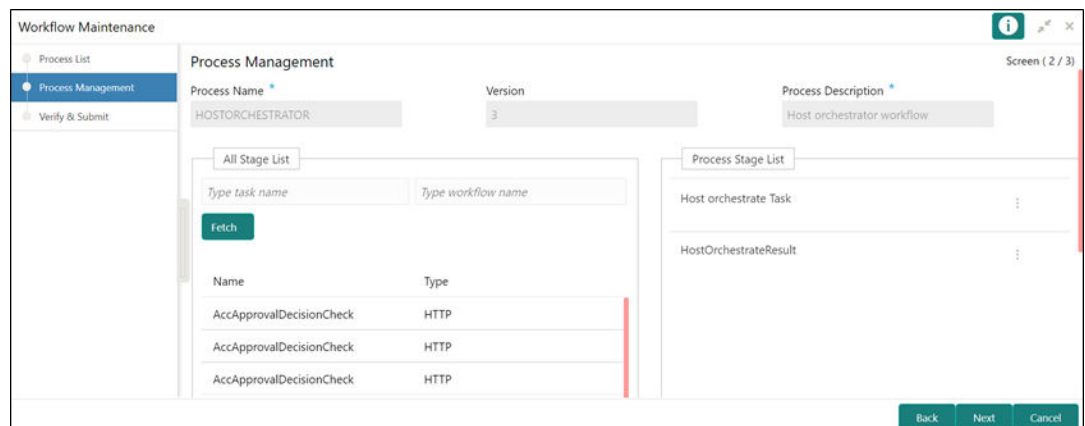 Workflow Maintenance
Process List
Process Management
Verify & Submit
Process Management
Screen ( 2 / 3)
Process Name *
Version
Process Description *
HOSTORCHESTRATOR
3
Host orchestrator workflow
All Stage List
Type task name
Type workflow name
Fetch
Name
Type
AccApprovalDecisionCheck
HTTP
AccApprovalDecisionCheck
HTTP
AccApprovalDecisionCheck
HTTP
Process Stage List
Host orchestrate Task
HostOrchestrateResult
Back
Next
Cancel